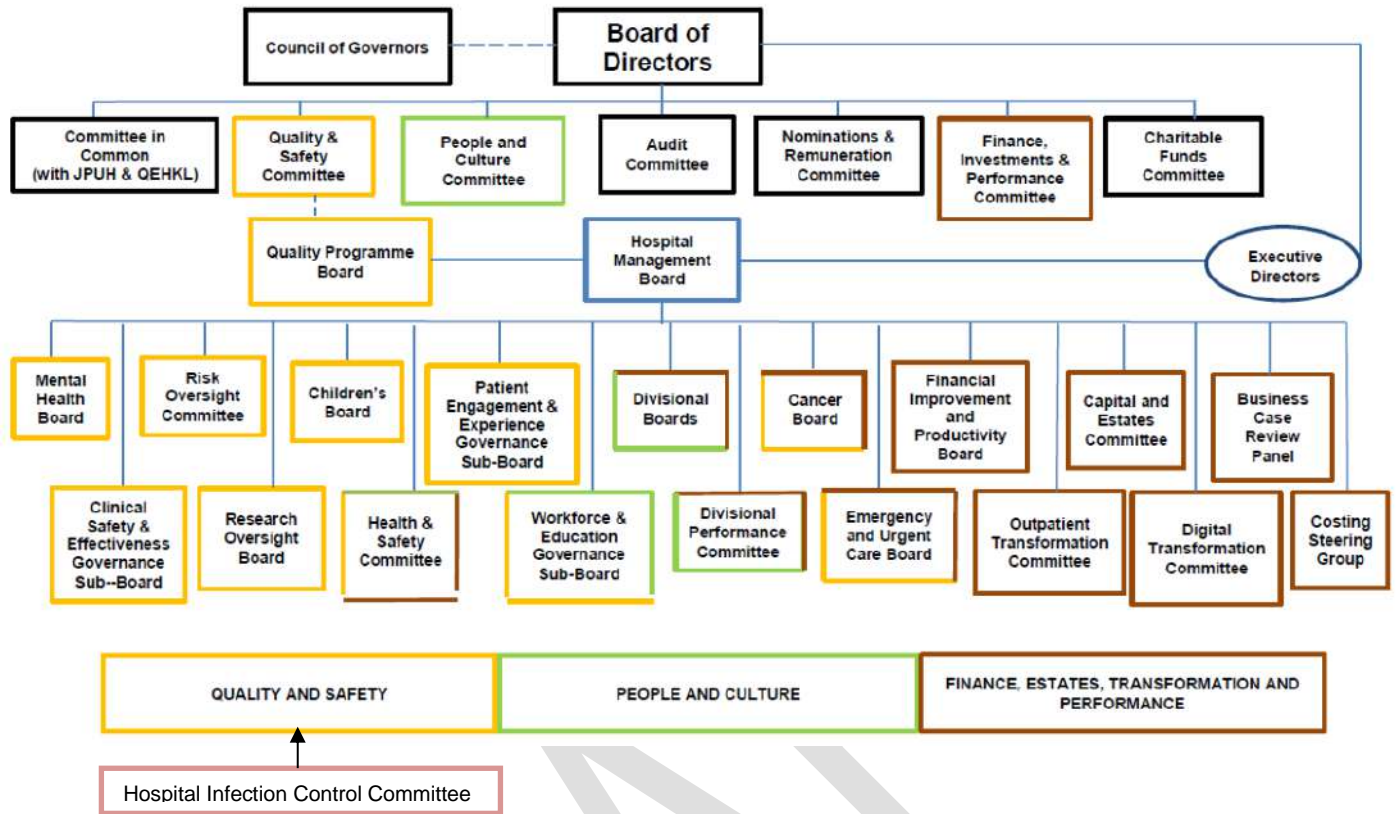 Council of Governors
Board of
Directors
Committee in
Common
(with JPUH & QEHKL)
Quality &
Safety
Committee
People and
Culture
Committee
Audit
Committee
Nominations &
Remuneration
Committee
Finance,
Investments &
Performance
Committee
Charitable
Funds
Committee
Quality Programme
Board
Hospital
Management
Board
Executive
Directors
Mental
Health
Board
Risk
Oversight
Committee
Children's
Board
Patient
Engagement &
Experience
Governance
Sub-Board
Divisional
Boards
Cancer
Board
Financial
Improvement
and
Productivity
Board
Capital and
Estates
Committee
Business
Case
Review
Panel
Clinical
Safety &
Effectiveness
Governance
Sub--Board
Research
Oversight
Board
Health &
Safety
Committee
Workforce &
Education
Governance
Sub-Board
Divisional
Performance
Committee
Emergency
and Urgent
Care Board
Outpatient
Transformation
Committee
Digital
Transformation
Committee
Costing
Steering
Group
QUALITY AND SAFETY
PEOPLE AND CULTURE
FINANCE, ESTATES, TRANSFORMATION AND
PERFORMANCE
Hospital Infection Control Committee